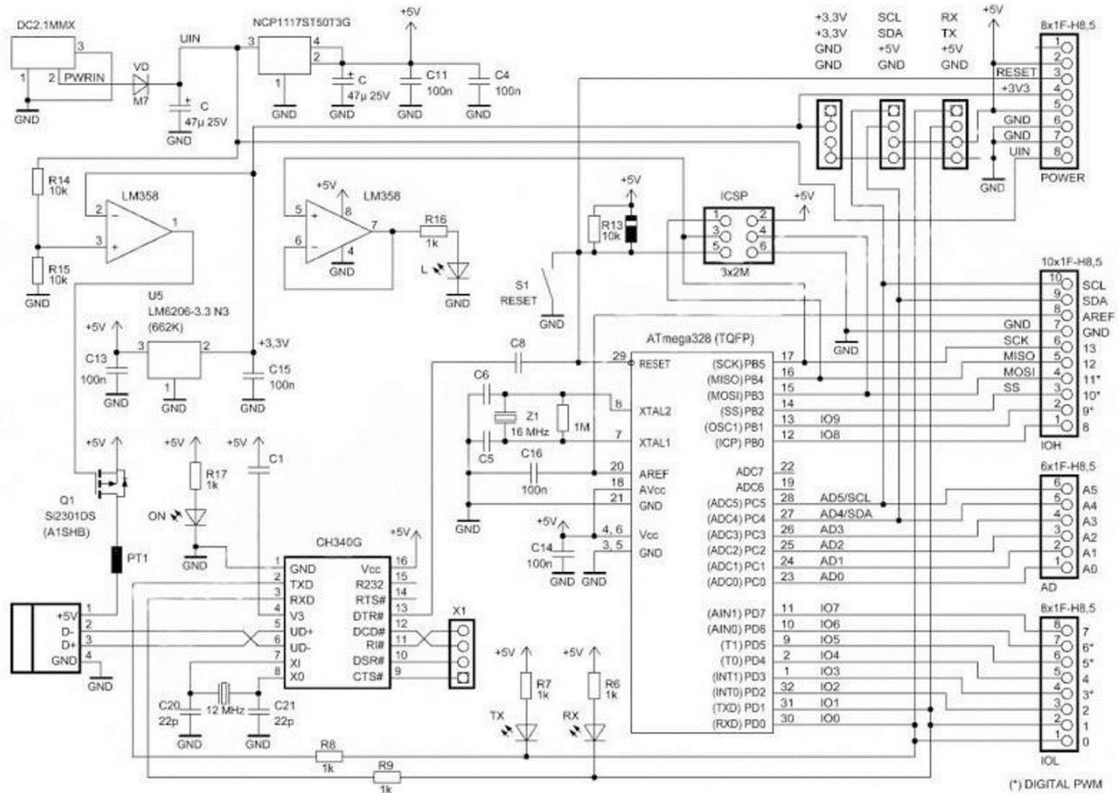 DC2.1MMX
3
1
2
PWRIN
GND
VD
M7
UIN
C
+
47µ 25V
GND
NCP1117ST50T3G
3
4
2
1
GND
+5V
C
+
47µ 25V
GND
C11
100n
GND
C4
100n
GND
+3,3V SCL RX
+3,3V SDA TX
GND +5V +5V
GND GND GND
+5V
8x1F-H8,5
1
2
RESET 3
+3V3 4
5
GND 6
GND 7
UIN 8
GND
POWER
R14
10k
R15
10k
GND
LM358
2
3
1
−
+
+5V
LM358
5
6
8
7
4
+
−
GND
R16
1k
L
GND
+5V
R13
10k
ICSP
1 2
3 4
5 6
3x2M
+5V
S1
RESET
GND
GND
10x1F-H8,5
10 SCL
9 SDA
8 AREF
GND 7 GND
SCK 6 13
MISO 5 12
MOSI 4 11*
SS 3 10*
2 9*
1 8
IOH
U5
LM6206-3.3 N3
(662K)
+5V
3
2
1
+3,3V
C13
100n
GND
GND
C15
100n
GND
C8
C6
Z1
16 MHz
1M
C5
C16
100n
GND
+5V
C14
100n
GND
GND
ATmega328 (TQFP)
29 RESET
8 XTAL2
7 XTAL1
20 AREF
18 AVcc
21 GND
4, 6 Vcc
3, 5 GND
(SCK) PB5 17
(MISO) PB4 16
(MOSI) PB3 15
(SS) PB2 14
(OSC1) PB1 13 IO9
(ICP) PB0 12 IO8
ADC7 22
ADC6 19
(ADC5) PC5 28 AD5/SCL
(ADC4) PC4 27 AD4/SDA
(ADC3) PC3 26 AD3
(ADC2) PC2 25 AD2
(ADC1) PC1 24 AD1
(ADC0) PC0 23 AD0
(AIN1) PD7 11 IO7
(AIN0) PD6 10 IO6
(T1) PD5 9 IO5
(T0) PD4 2 IO4
(INT1) PD3 1 IO3
(INT0) PD2 32 IO2
(TXD) PD1 31 IO1
(RXD) PD0 30 IO0
6x1F-H8,5
6 A5
5 A4
4 A3
3 A2
2 A1
1 A0
AD
8x1F-H8,5
8 7
7 6*
6 5*
5 4
4 3*
3 2
2 1
1 0
IOL
(*) DIGITAL PWM
+5V
Q1
Si2301DS
(A1SHB)
PT1
+5V
R17
1k
ON
GND
+5V
C1
CH340G
1 GND
2 TXD
3 RXD
4 V3
5 UD+
6 UD-
7 XI
8 X0
Vcc 16
R232 15
RTS# 14
DTR# 13
DCD# 12
RI# 11
DSR# 10
CTS# 9
+5V
X1
+5V 1
D- 2
D+ 3
GND 4
GND
C20
22p
GND
12 MHz
C21
22p
GND
+5V
R7
1k
TX
+5V
R6
1k
RX
R8
1k
R9
1k